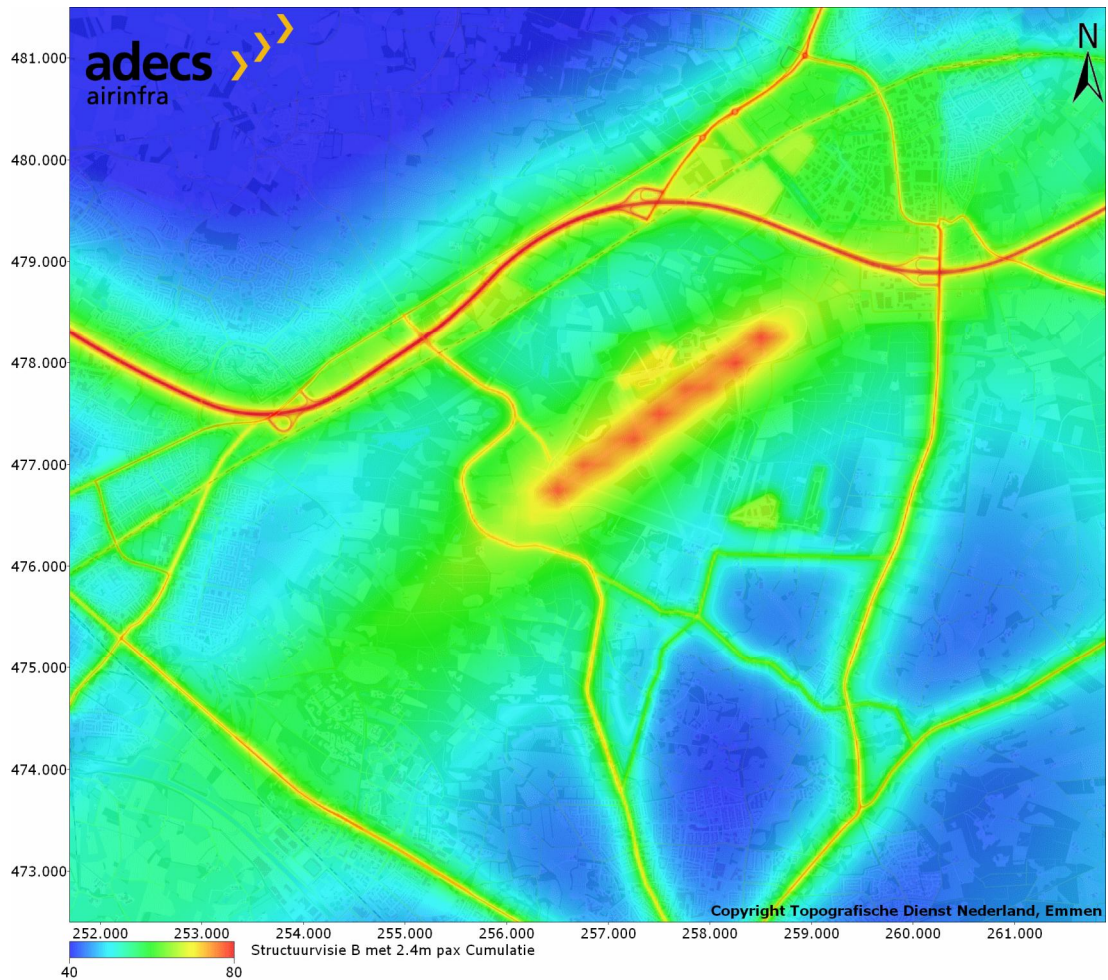 adecs
airinfra
N
481.000
480.000
479.000
478.000
477.000
476.000
475.000
474.000
473.000
Copyright Topografische Dienst Nederland, Emmen
252.000 253.000 254.000 255.000 256.000 257.000 258.000 259.000 260.000 261.000
Structuurvisie B met 2.4m pax Cumulatie
40 80